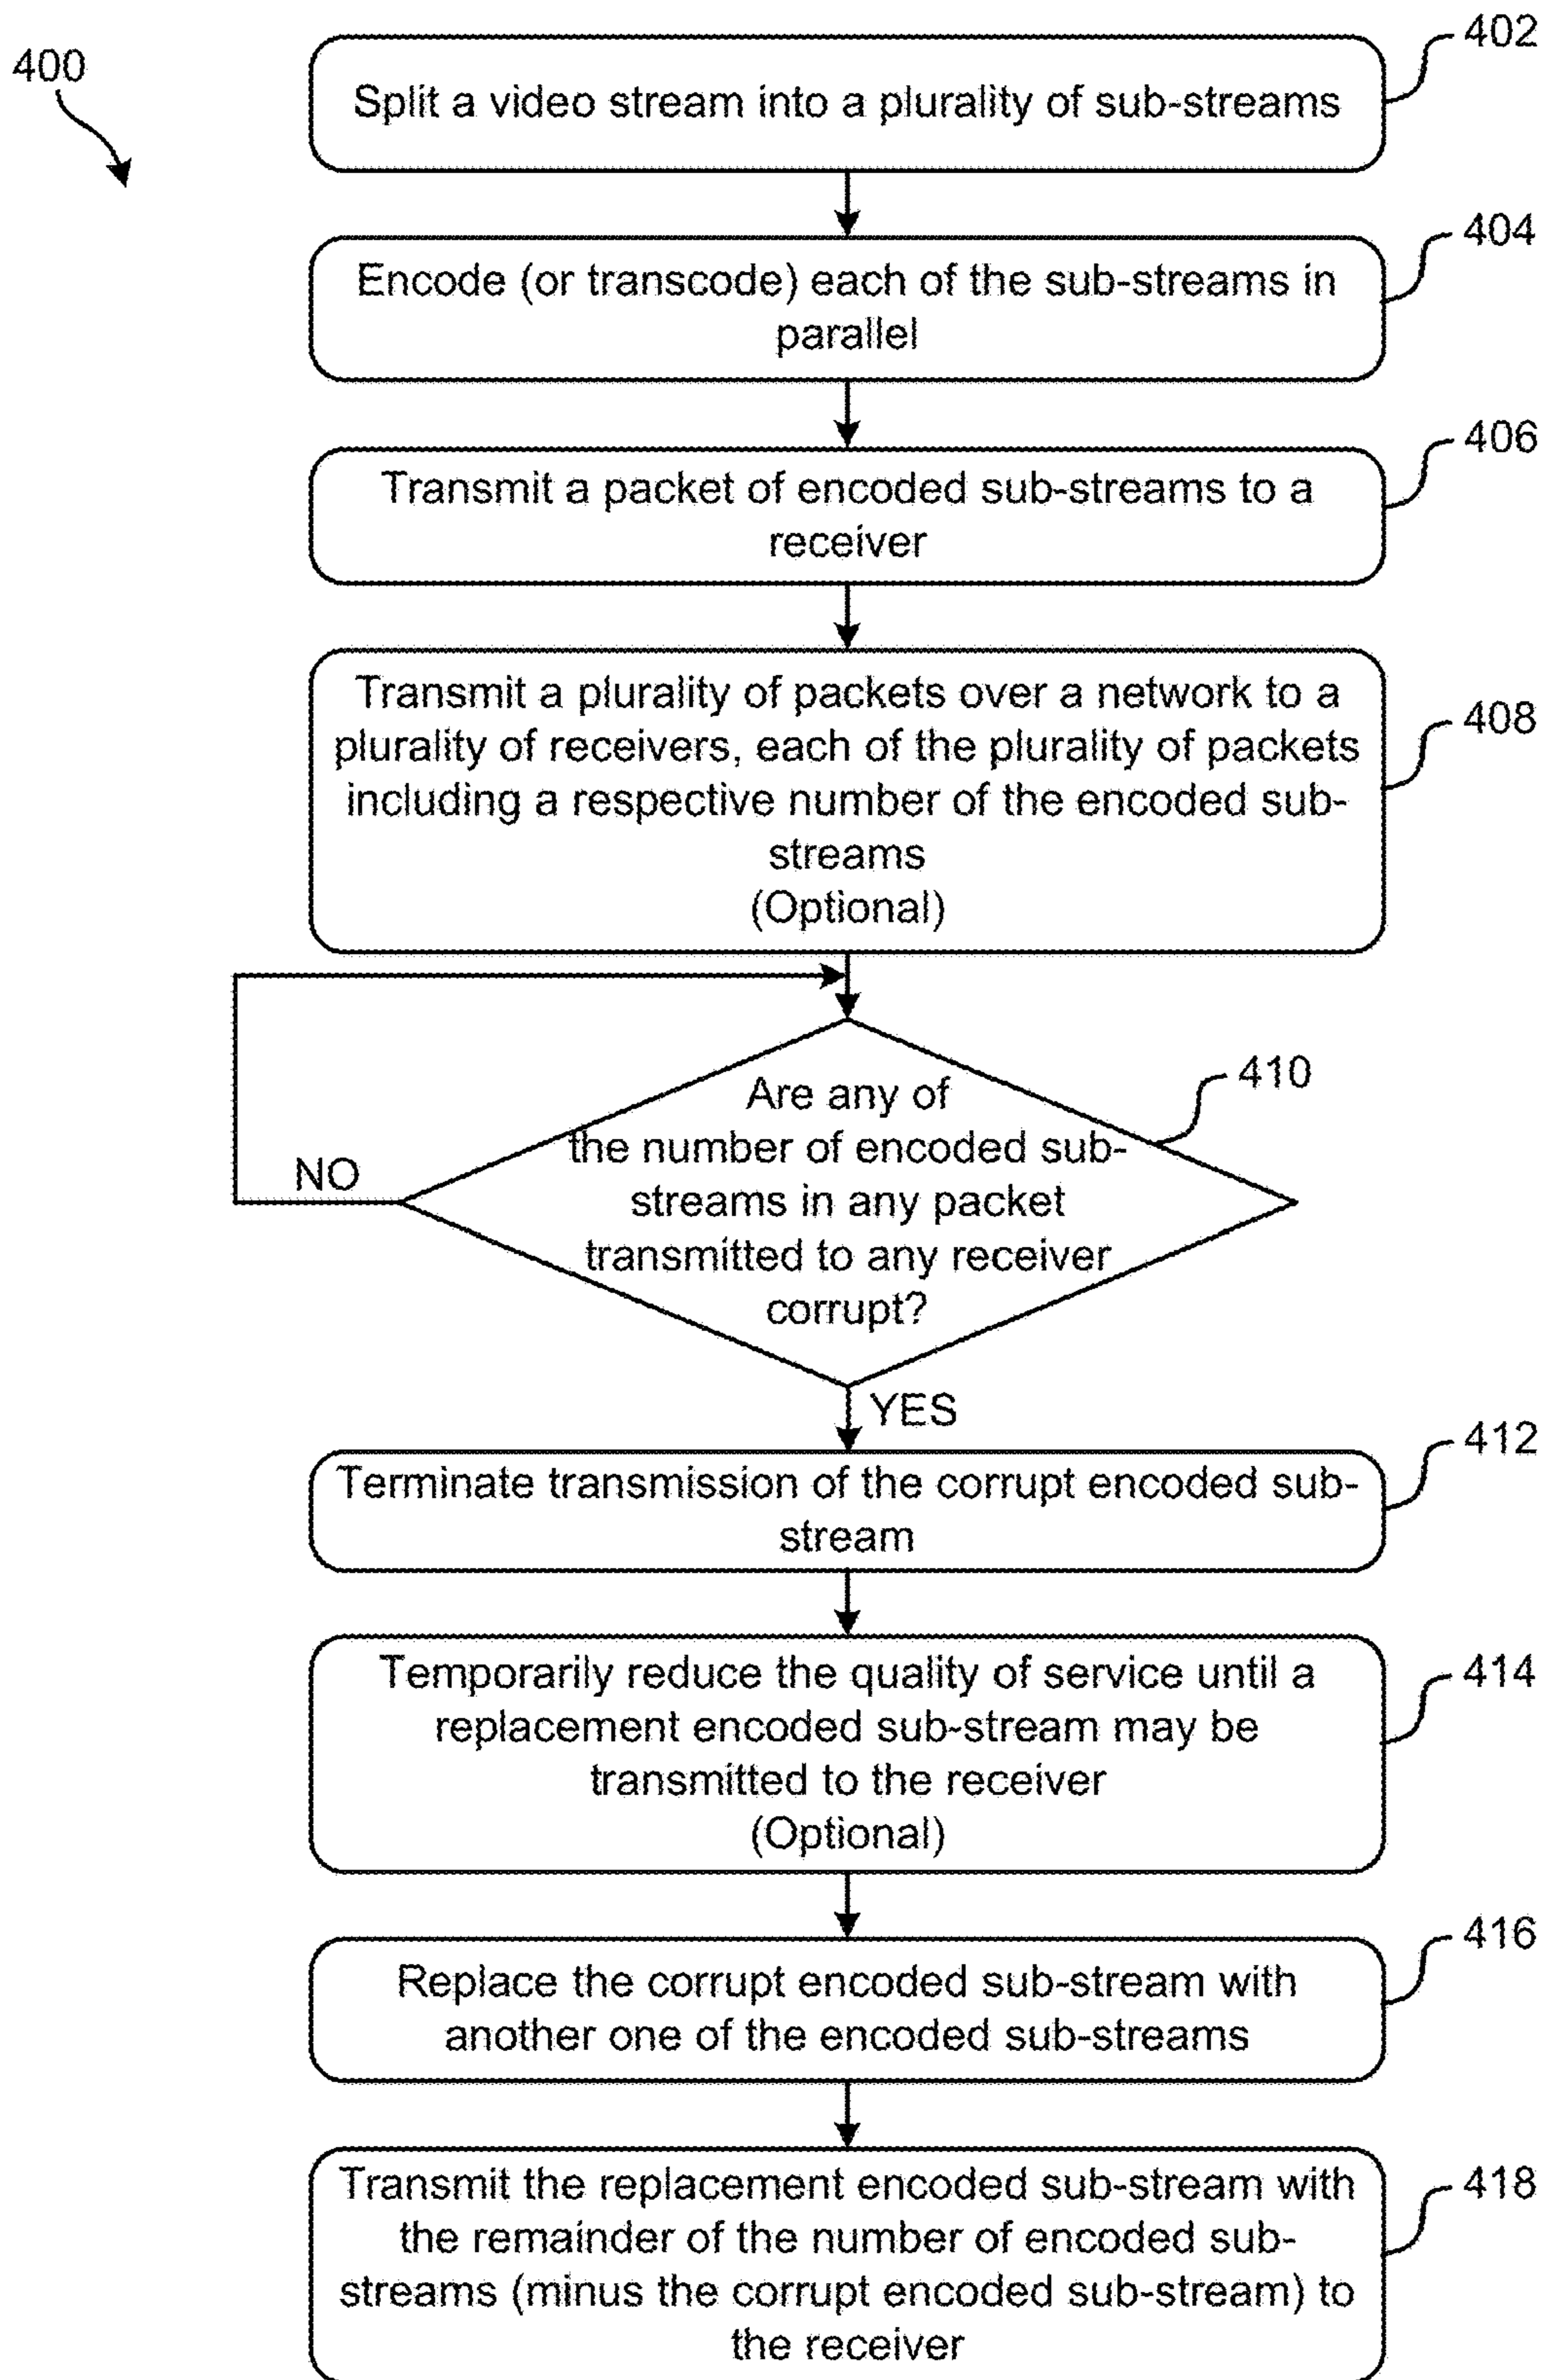 400
402
Split a video stream into a plurality of sub-streams
404
Encode (or transcode) each of the sub-streams in
parallel
406
Transmit a packet of encoded sub-streams to a
receiver
408
Transmit a plurality of packets over a network to a
plurality of receivers, each of the plurality of packets
including a respective number of the encoded sub-
streams
(Optional)
410
Are any of
the number of encoded sub-
streams in any packet
transmitted to any receiver
corrupt?
NO
YES
412
Terminate transmission of the corrupt encoded sub-
stream
414
Temporarily reduce the quality of service until a
replacement encoded sub-stream may be
transmitted to the receiver
(Optional)
416
Replace the corrupt encoded sub-stream with
another one of the encoded sub-streams
418
Transmit the replacement encoded sub-stream with
the remainder of the number of encoded sub-
streams (minus the corrupt encoded sub-stream) to
the receiver